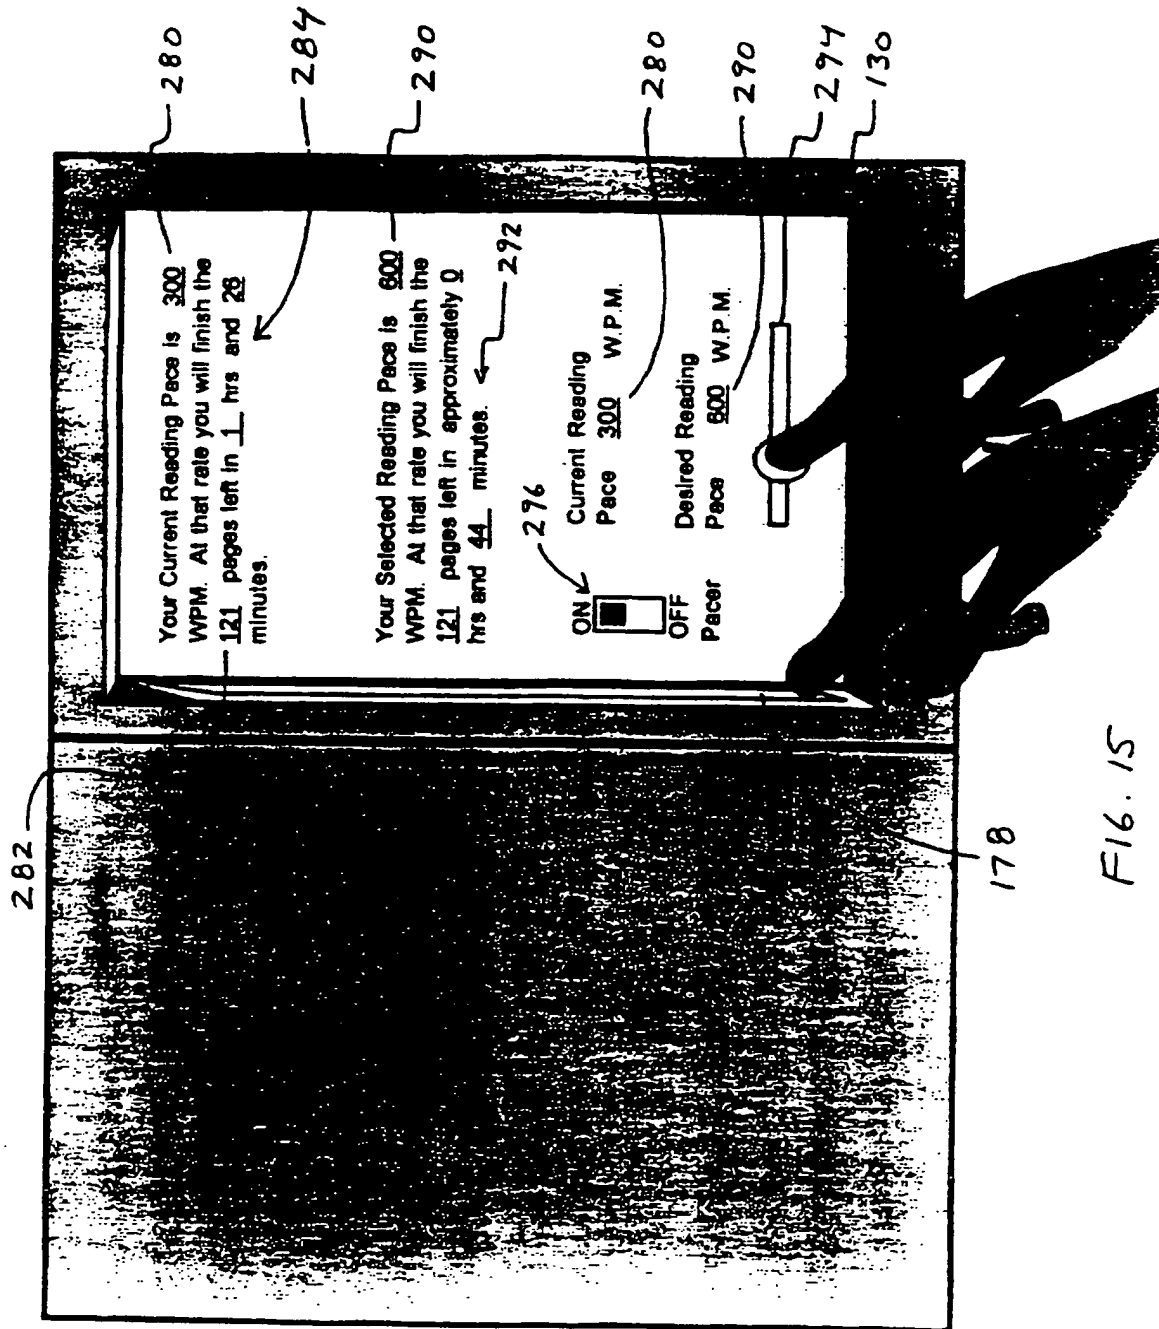 280
284
290
280
290
294
130
Your Current Reading Pace is 300
WPM. At that rate you will finish the
121 pages left in 1 hrs and 28
minutes.
Your Selected Reading Pace is 600
WPM. At that rate you will finish the
121 pages left in approximately 0
hrs and 44 minutes.
292
296
ON
OFF
Pacer
Current Reading
Pace 300 W.P.M.
Desired Reading
Pace 600 W.P.M.
282
178
FIG. 15